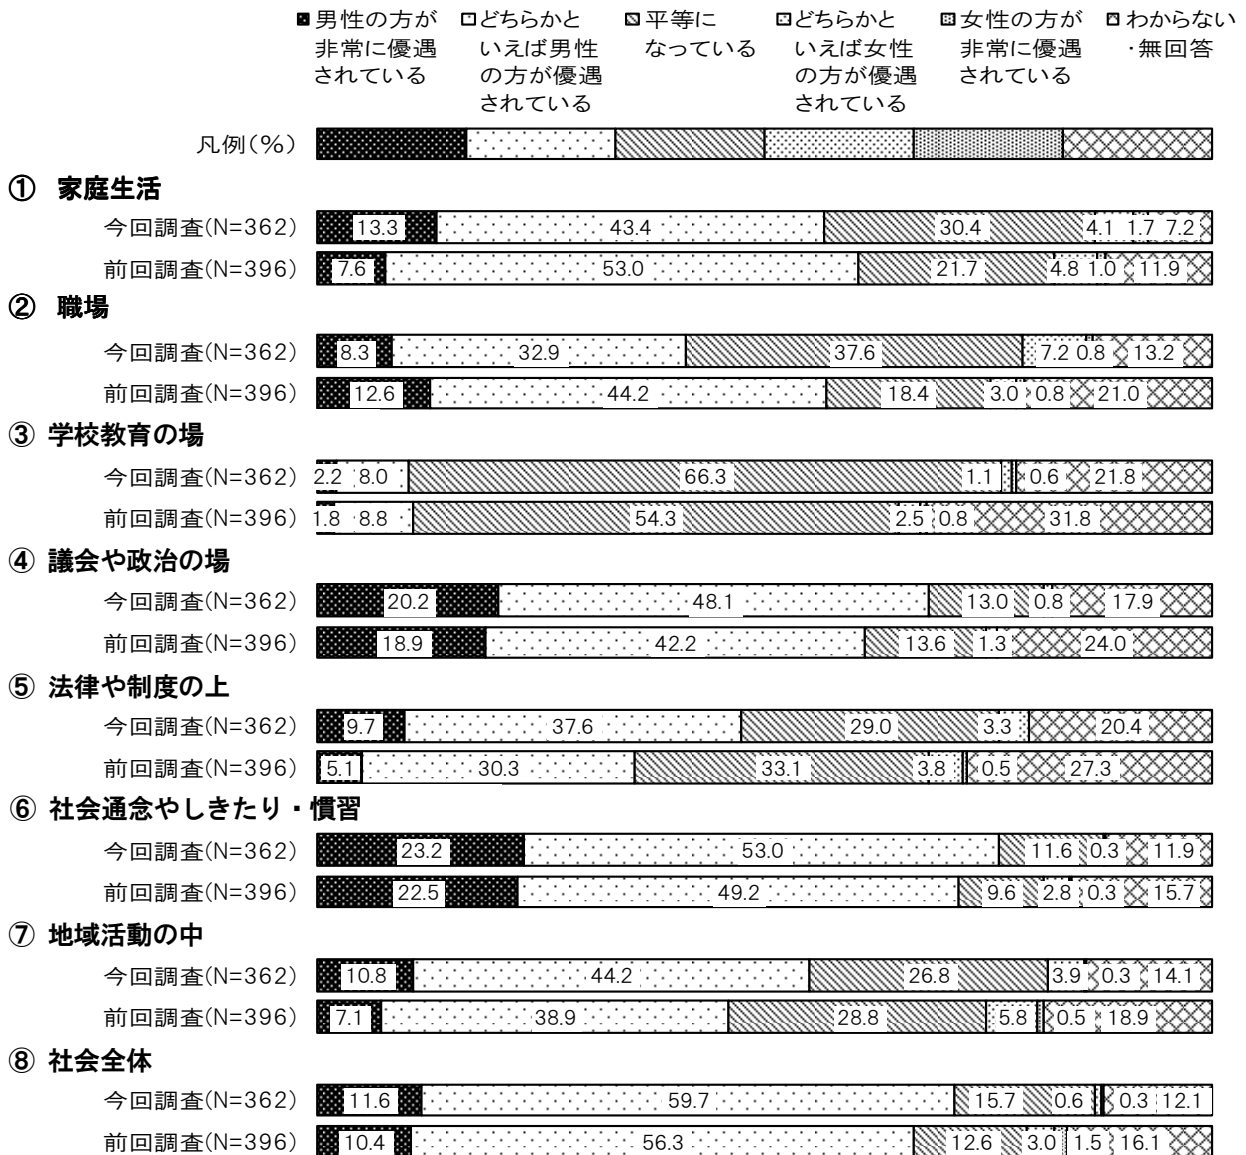 ■男性の方が □どちらかと ▧平等に □どちらかと ▩女性の方が ▨わからない
非常に優遇 いえば男性 なっている いえば女性 非常に優遇 ・無回答
されている の方が優遇 の方が優遇 されている
されている されている
凡例(%)
① 家庭生活
今回調査(N=362) 13.3 43.4 30.4 4.1 1.7 7.2
前回調査(N=396) 7.6 53.0 21.7 4.8 1.0 11.9
② 職場
今回調査(N=362) 8.3 32.9 37.6 7.2 0.8 13.2
前回調査(N=396) 12.6 44.2 18.4 3.0 0.8 21.0
③ 学校教育の場
今回調査(N=362) 2.2 8.0 66.3 1.1 0.6 21.8
前回調査(N=396) 1.8 8.8 54.3 2.5 0.8 31.8
④ 議会や政治の場
今回調査(N=362) 20.2 48.1 13.0 0.8 17.9
前回調査(N=396) 18.9 42.2 13.6 1.3 24.0
⑤ 法律や制度の上
今回調査(N=362) 9.7 37.6 29.0 3.3 20.4
前回調査(N=396) 5.1 30.3 33.1 3.8 0.5 27.3
⑥ 社会通念やしきたり・慣習
今回調査(N=362) 23.2 53.0 11.6 0.3 11.9
前回調査(N=396) 22.5 49.2 9.6 2.8 0.3 15.7
⑦ 地域活動の中
今回調査(N=362) 10.8 44.2 26.8 3.9 0.3 14.1
前回調査(N=396) 7.1 38.9 28.8 5.8 0.5 18.9
⑧ 社会全体
今回調査(N=362) 11.6 59.7 15.7 0.6 0.3 12.1
前回調査(N=396) 10.4 56.3 12.6 3.0 1.5 16.1